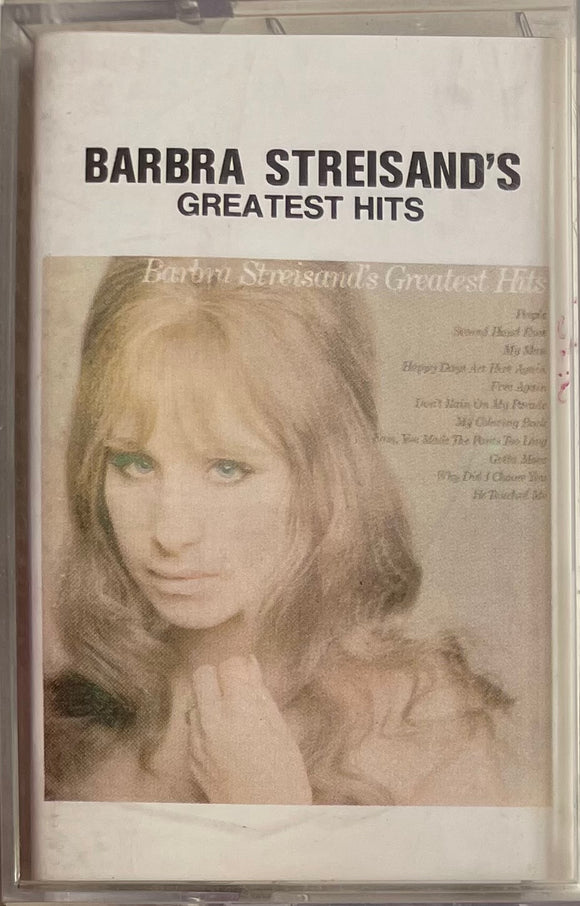 BARBRA STREISAND'S
GREATEST HITS
Barbra Streisand's Greatest Hits
People
Second Hand Rose
My Man
Happy Days Are Here Again
Free Again
Don't Rain On My Parade
My Coloring Book
Sam, You Made The Pants Too Long
Gotta Move
Why Did I Choose You
He Touched Me